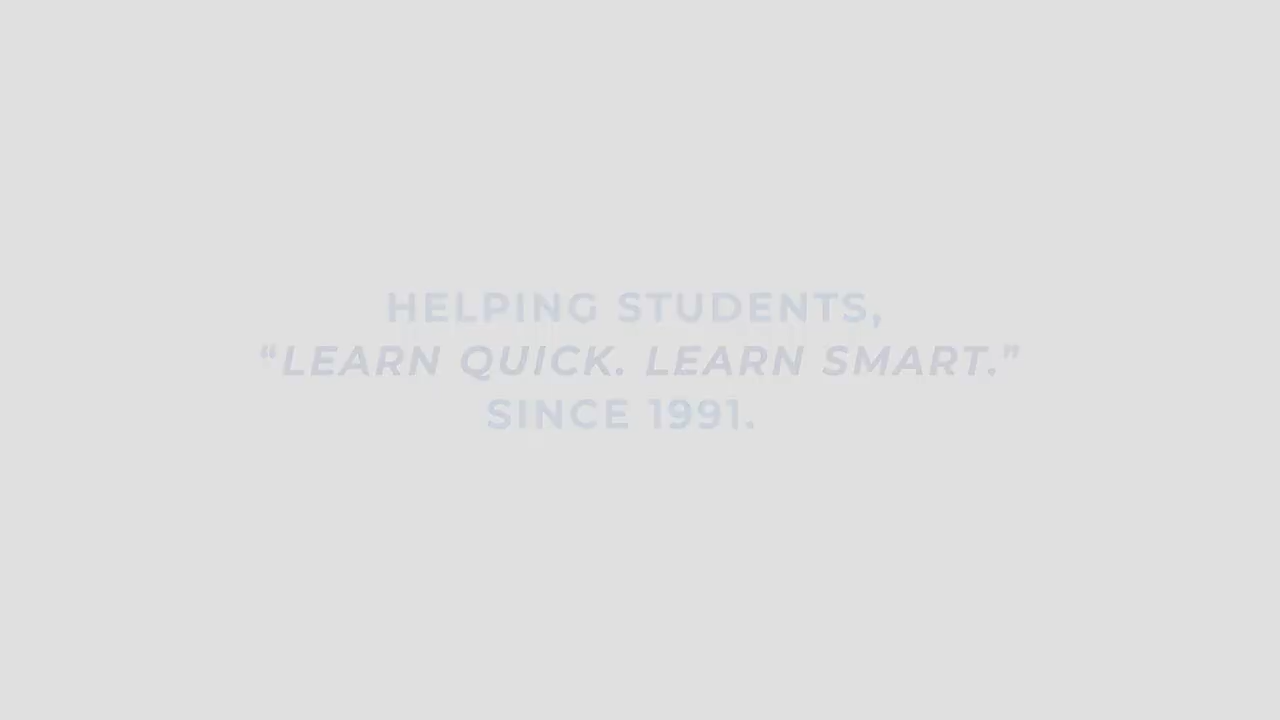 HELPING STUDENTS,
“LEARN QUICK. LEARN SMART.”
SINCE 1991.